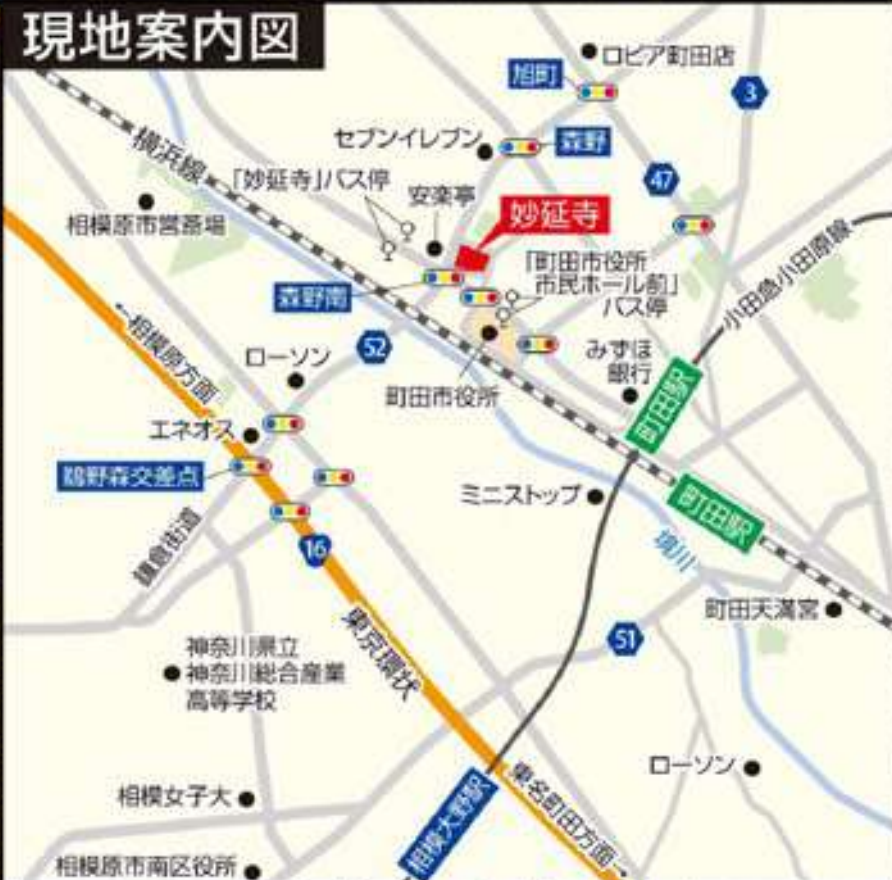 現地案内図
ロピア町田店
旭町
3
セブンイレブン
森野
横浜線
「妙延寺」バス停
安楽亭
47
妙延寺
相模原市営斎場
「町田市役所
市民ホール前」
バス停
小田急小田原線
森野南
←相模原方面
52
ローソン
みずほ
銀行
町田市役所
町田駅
エネオス
鵜野森交差点
ミニストップ
町田駅
鎌倉街道
16
境川
町田天満宮
東京環状
51
神奈川県立
神奈川総合産業
高等学校
ローソン
相模女子大
相模大野駅
東名町田方面→
相模原市南区役所